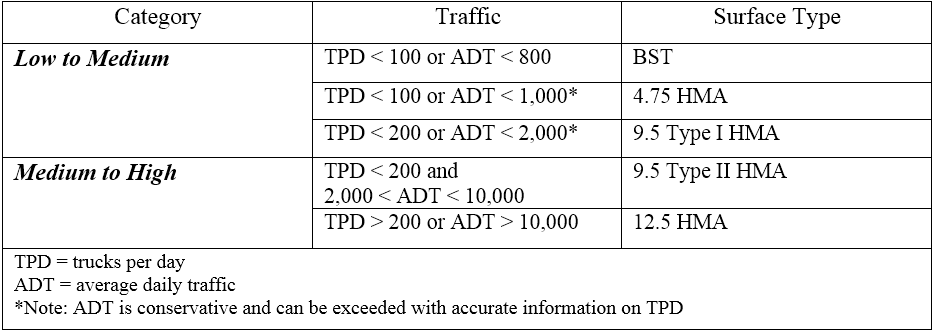 Category Traffic Surface Type
Low to Medium TPD < 100 or ADT < 800 BST
TPD < 100 or ADT < 1,000* 4.75 HMA
TPD < 200 or ADT < 2,000* 9.5 Type I HMA
Medium to High TPD < 200 and 9.5 Type II HMA
2,000 < ADT < 10,000
TPD > 200 or ADT > 10,000 12.5 HMA
TPD = trucks per day
ADT = average daily traffic
*Note: ADT is conservative and can be exceeded with accurate information on TPD